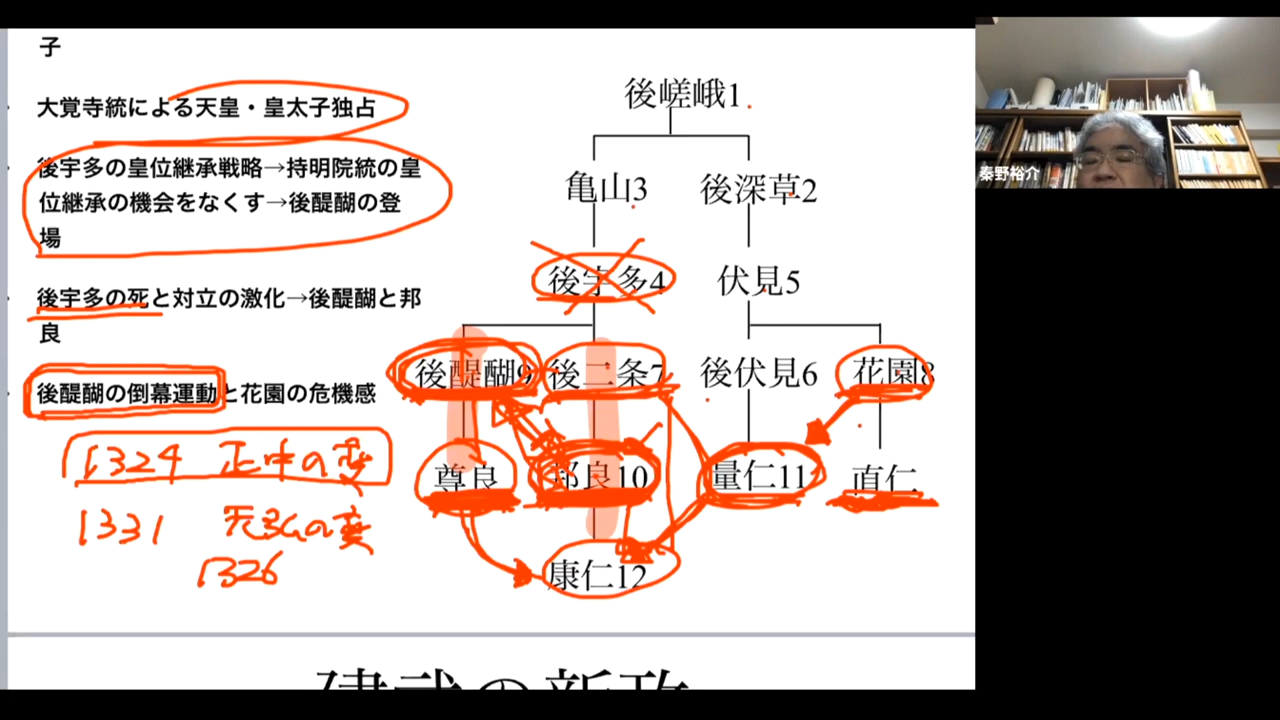 子
大覚寺統による天皇・皇太子独占
後宇多の皇位継承戦略→持明院統の皇
位継承の機会をなくす→後醍醐の登
場
後宇多の死と対立の激化→後醍醐と邦
良
後醍醐の倒幕運動と花園の危機感
1324 正中の変
1331 元弘の変
1326
後嵯峨1
亀山3 後深草2
後宇多4 伏見5
後醍醐9 後二条7 後伏見6 花園8
尊良 邦良10 量仁11 直仁
康仁12
建武の新政
秦野裕介